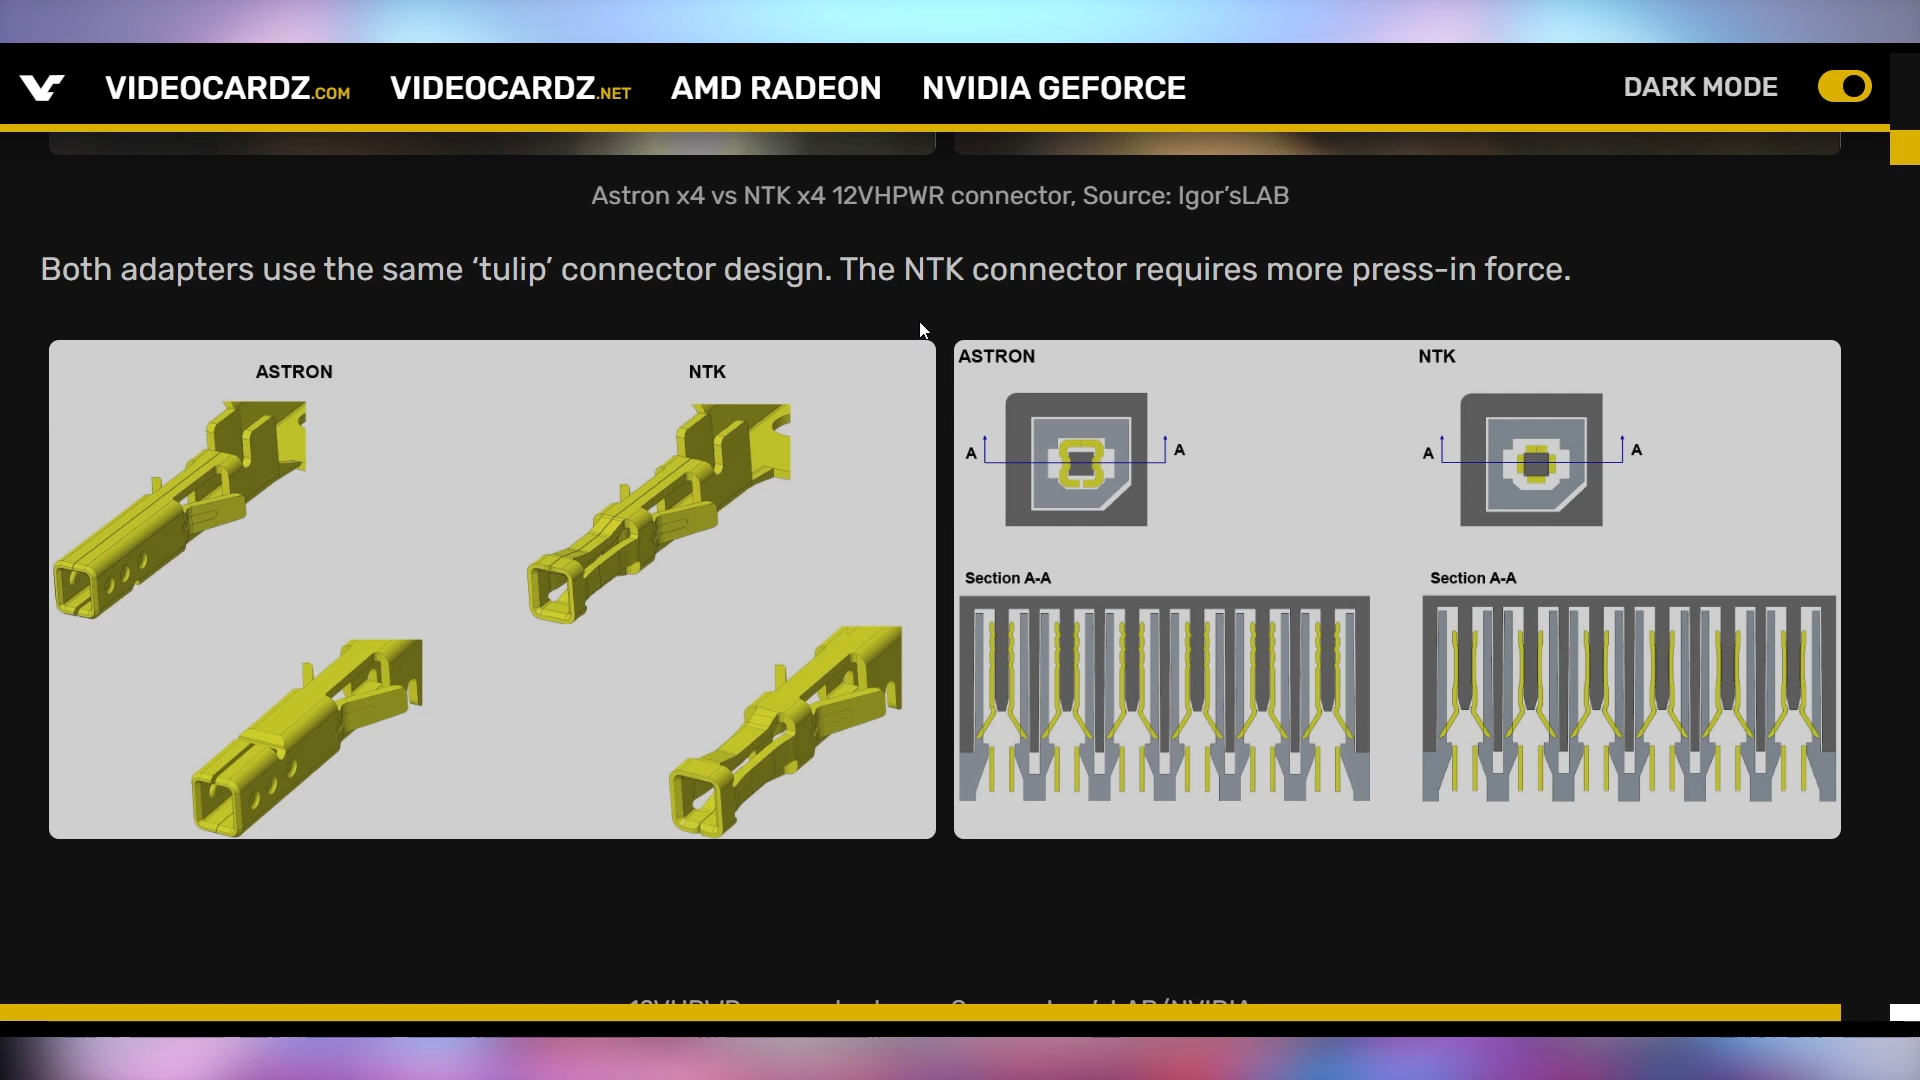 VIDEOCARDZ.COM VIDEOCARDZ.NET AMD RADEON NVIDIA GEFORCE DARK MODE
Astron x4 vs NTK x4 12VHPWR connector, Source: Igor’sLAB
Both adapters use the same ‘tulip’ connector design. The NTK connector requires more press-in force.
ASTRON NTK
ASTRON NTK
A A A A
Section A-A Section A-A